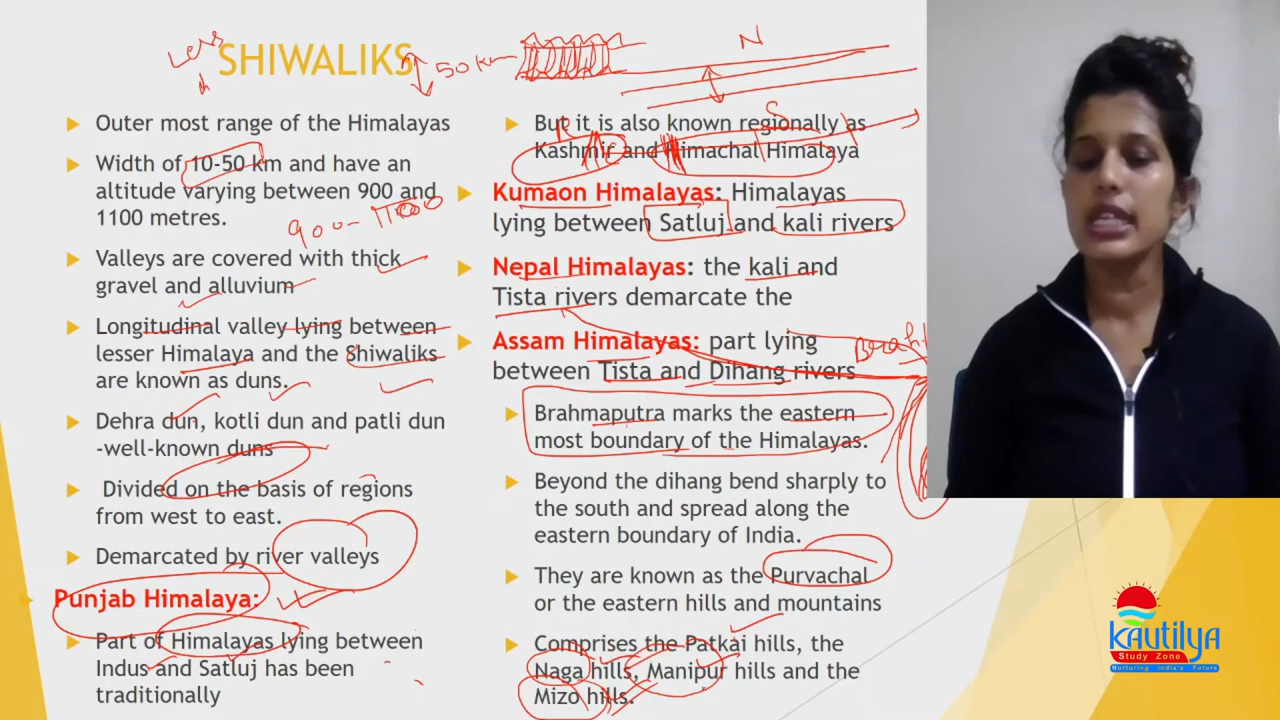 Less
SHIWALIKS
50 km
N
Outer most range of the Himalayas
Width of 10-50 km and have an
altitude varying between 900 and
1100 metres.
900- 1100
Valleys are covered with thick
gravel and alluvium
Longitudinal valley lying between
lesser Himalaya and the Shiwaliks
are known as duns.
Dehra dun, kotli dun and patli dun
-well-known duns
Divided on the basis of regions
from west to east.
Demarcated by river valleys
Punjab Himalaya:
Part of Himalayas lying between
Indus and Satluj has been
traditionally
S
But it is also known regionally as
K
Kashmir and Himachal Himalaya
Kumaon Himalayas: Himalayas
lying between Satluj and kali rivers
Nepal Himalayas: the kali and
Tista rivers demarcate the
Assam Himalayas: part lying
between Tista and Dihang rivers
Brahmaputra marks the eastern
most boundary of the Himalayas.
Beyond the dihang bend sharply to
the south and spread along the
eastern boundary of India.
They are known as the Purvachal
or the eastern hills and mountains
Comprises the Patkai hills, the
Naga hills, Manipur hills and the
Mizo hills.
Kautilya
Study Zone
Nurturing India's Future